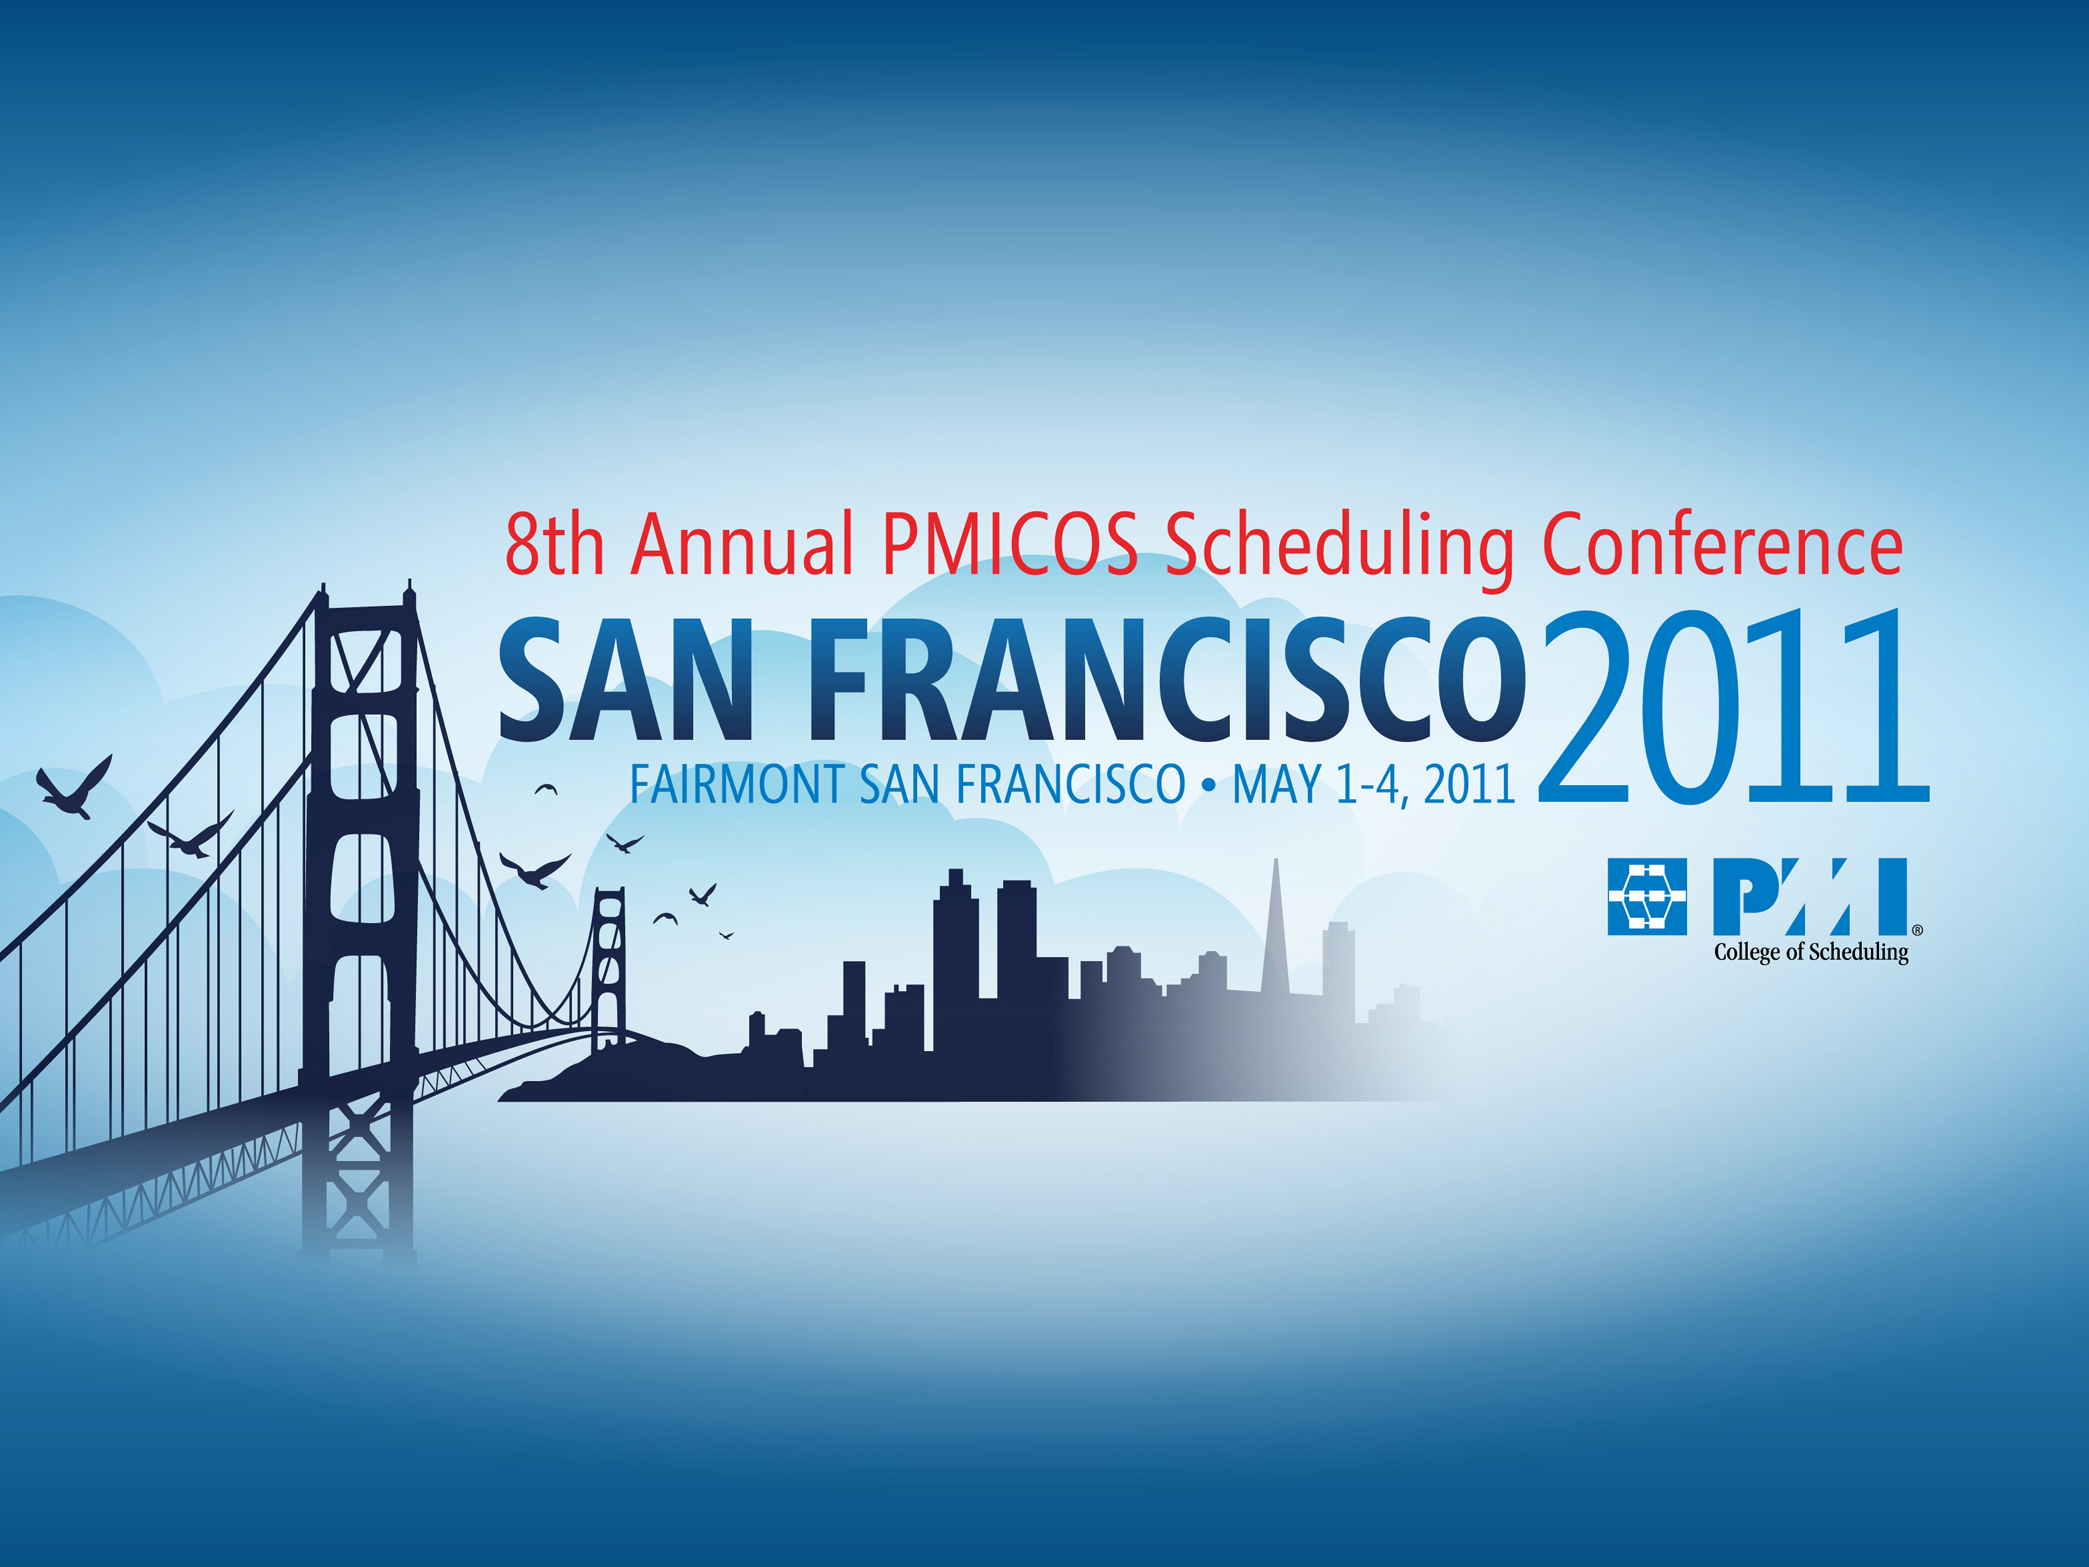 8th Annual PMICOS Scheduling Conference
SAN FRANCISCO 2011
FAIRMONT SAN FRANCISCO • MAY 1-4, 2011
PMI®
College of Scheduling